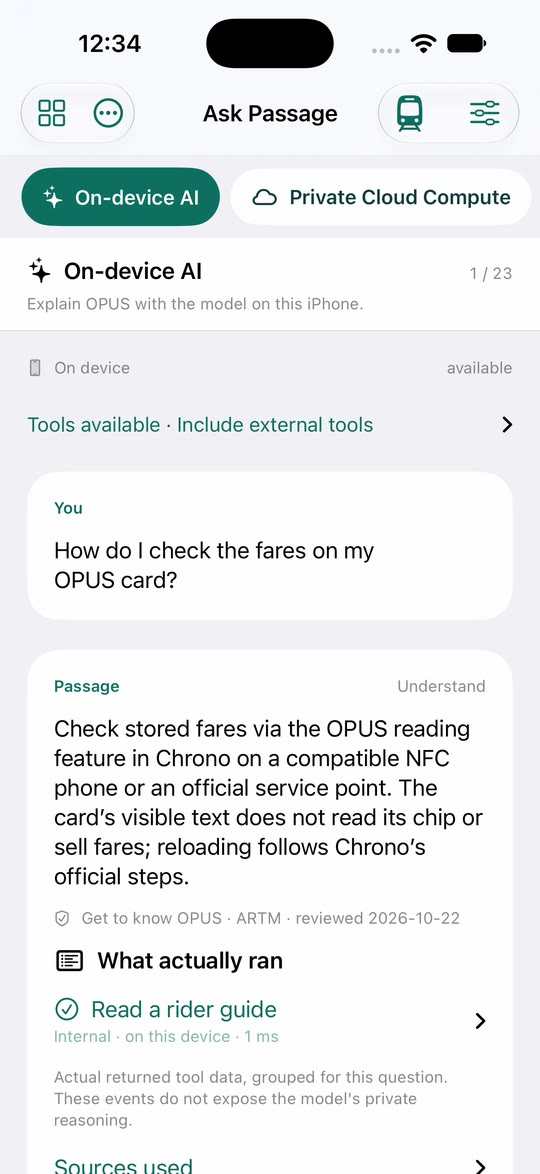 12:34
Ask Passage
On-device AI
Private Cloud Compute
On-device AI
1 / 23
Explain OPUS with the model on this iPhone.
On device
available
Tools available · Include external tools
You
How do I check the fares on my
OPUS card?
Passage
Understand
Check stored fares via the OPUS reading
feature in Chrono on a compatible NFC
phone or an official service point. The
card’s visible text does not read its chip or
sell fares; reloading follows Chrono’s
official steps.
Get to know OPUS · ARTM · reviewed 2026-10-22
What actually ran
Read a rider guide
Internal · on this device · 1 ms
Actual returned tool data, grouped for this question.
These events do not expose the model's private
reasoning.
Sources used